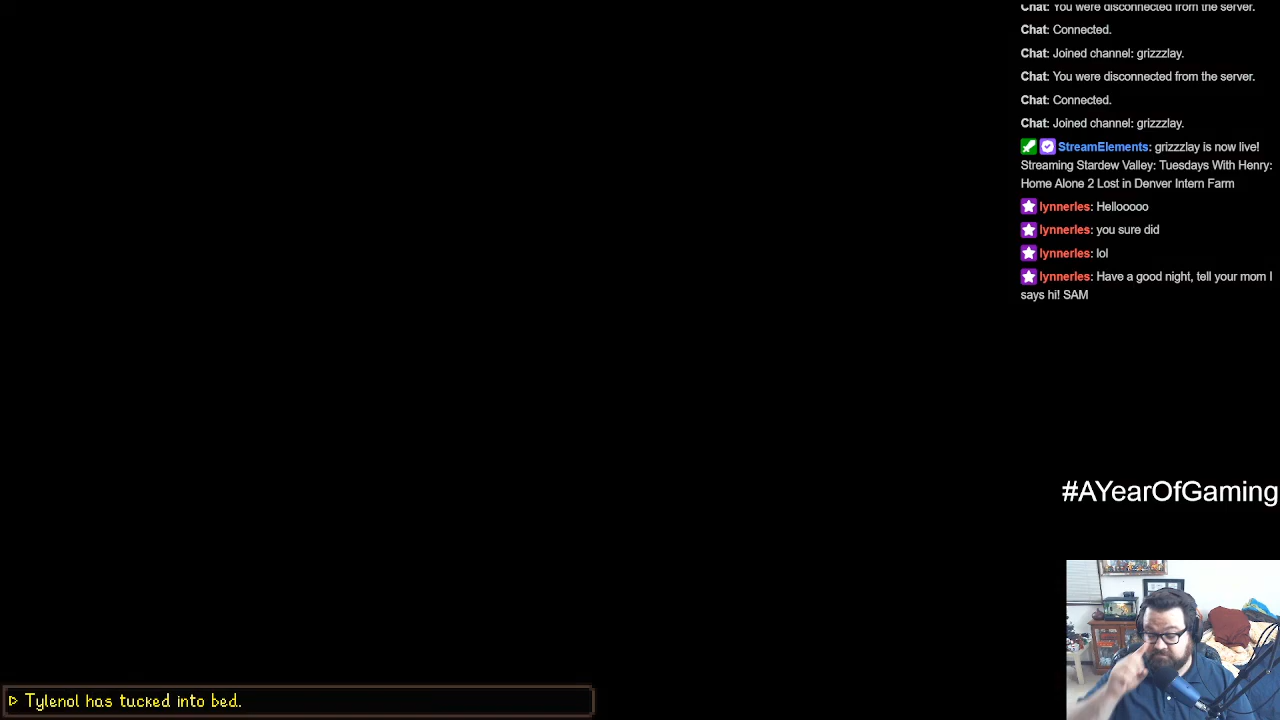 Chat: You were disconnected from the server.
Chat: Connected.
Chat: Joined channel: grizzzlay.
Chat: You were disconnected from the server.
Chat: Connected.
Chat: Joined channel: grizzzlay.
StreamElements: grizzzlay is now live!
Streaming Stardew Valley: Tuesdays With Henry:
Home Alone 2 Lost in Denver Intern Farm
lynnerles: Hellooooo
lynnerles: you sure did
lynnerles: lol
lynnerles: Have a good night, tell your mom I
says hi! SAM
#AYearOfGaming
Tylenol has tucked into bed.